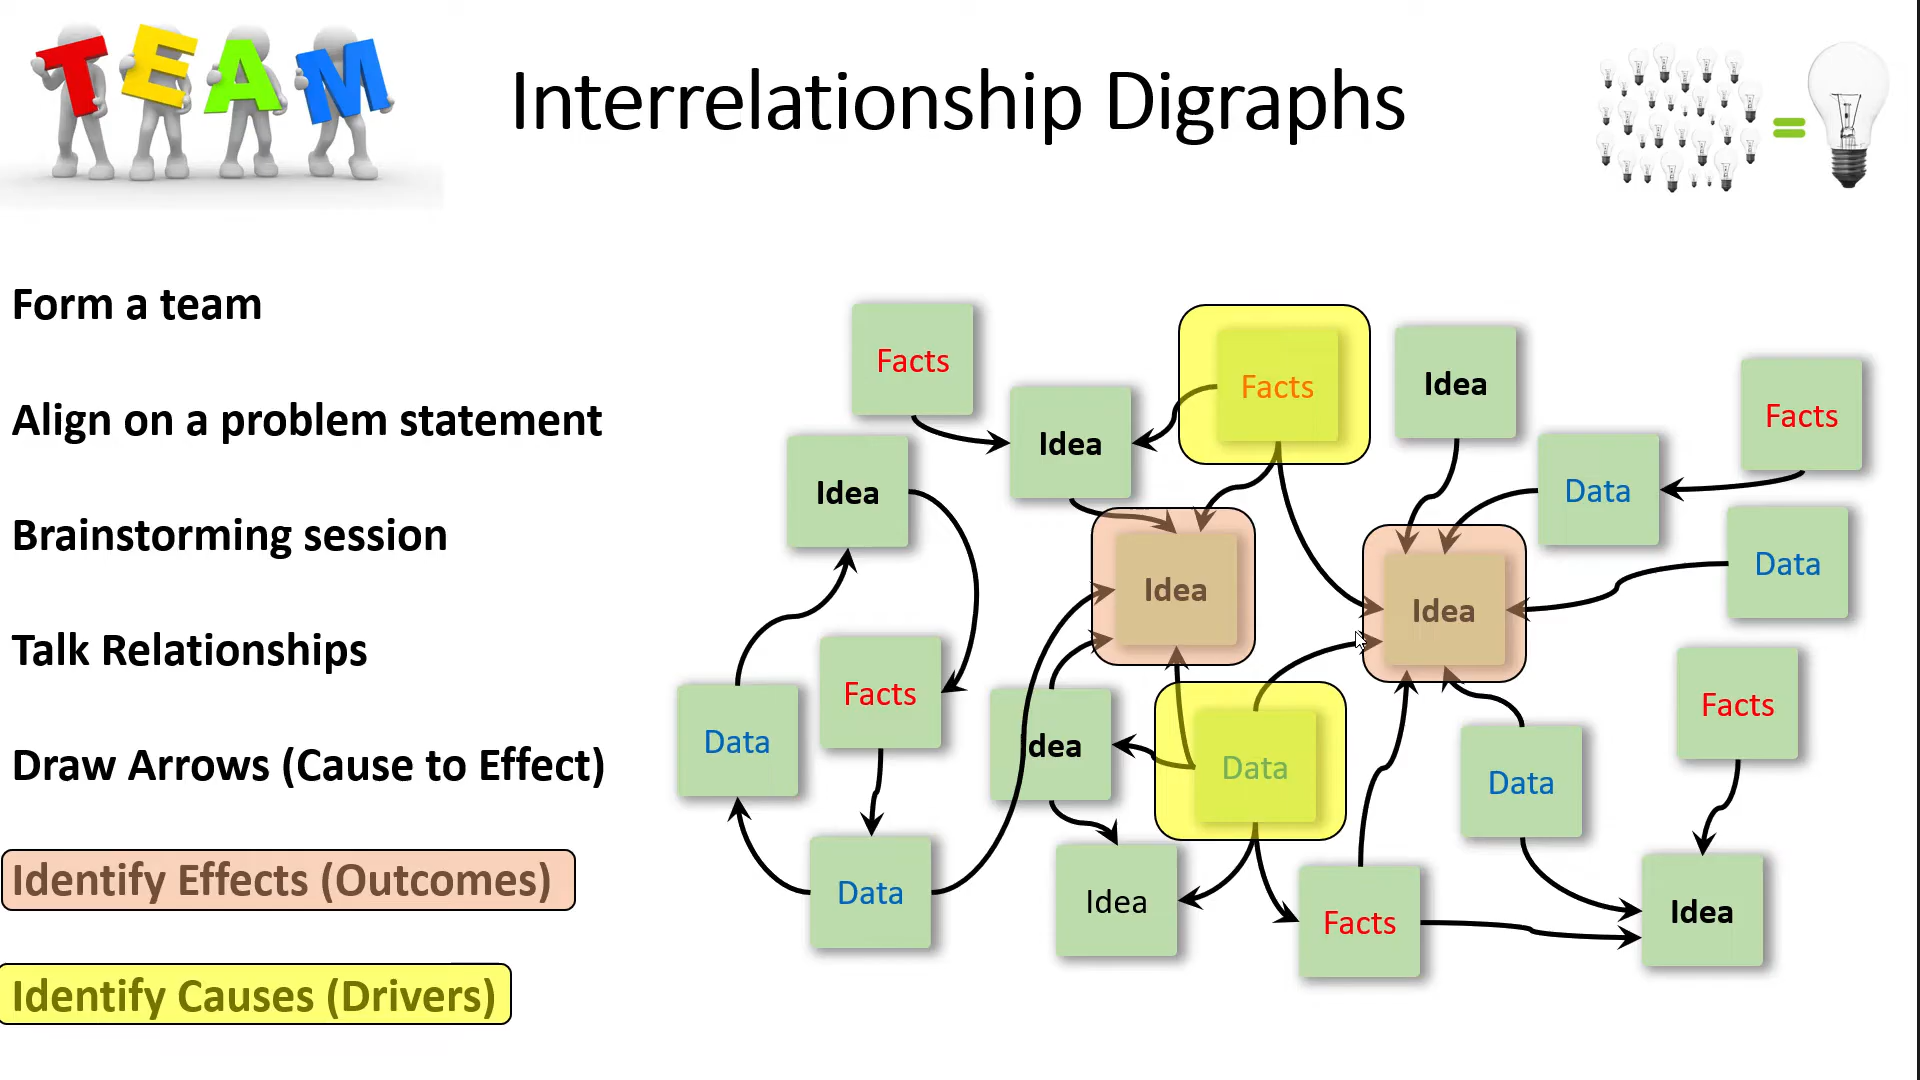 TEAM
Interrelationship Digraphs
=
Form a team
Align on a problem statement
Brainstorming session
Talk Relationships
Draw Arrows (Cause to Effect)
Identify Effects (Outcomes)
Identify Causes (Drivers)
Facts
Facts
Idea
Facts
Idea
Idea
Data
Data
Idea
Idea
Facts
Data
Idea
Facts
dea
Data
Data
Data
Idea
Facts
Idea